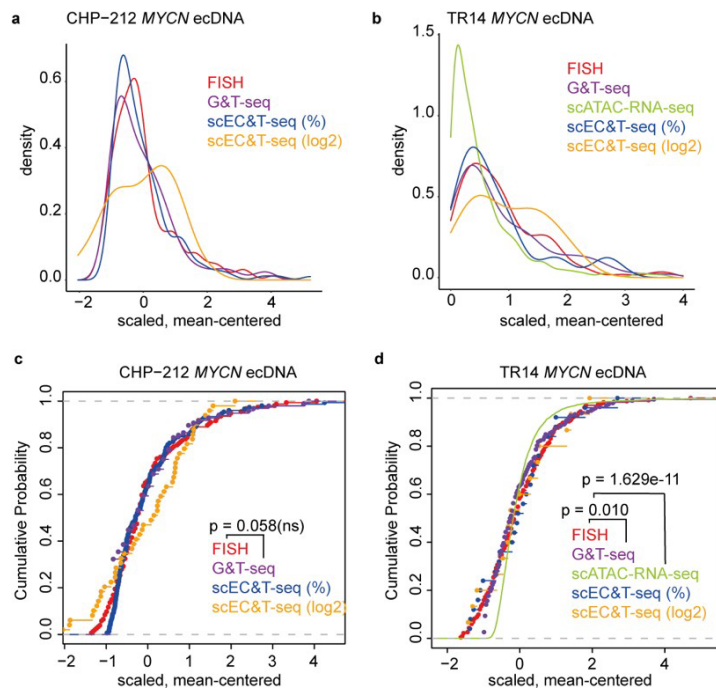 a
CHP-212 MYCN ecDNA
density
0.6
0.4
0.2
0.0
FISH
G&T-seq
scEC&T-seq (%)
scEC&T-seq (log2)
-2 0 2 4
scaled, mean-centered
b
TR14 MYCN ecDNA
density
1.5
1.0
0.5
0.0
FISH
G&T-seq
scATAC-RNA-seq
scEC&T-seq (%)
scEC&T-seq (log2)
0 1 2 3 4
scaled, mean-centered
c
CHP-212 MYCN ecDNA
Cumulative Probability
1.0
0.8
0.6
0.4
0.2
0.0
p = 0.058(ns)
FISH
G&T-seq
scEC&T-seq (%)
scEC&T-seq (log2)
-2 -1 0 1 2 3 4
scaled, mean-centered
d
TR14 MYCN ecDNA
Cumulative Probability
1.0
0.8
0.6
0.4
0.2
0.0
p = 1.629e-11
p = 0.010
FISH
G&T-seq
scATAC-RNA-seq
scEC&T-seq (%)
scEC&T-seq (log2)
-2 0 2 4
scaled, mean-centered